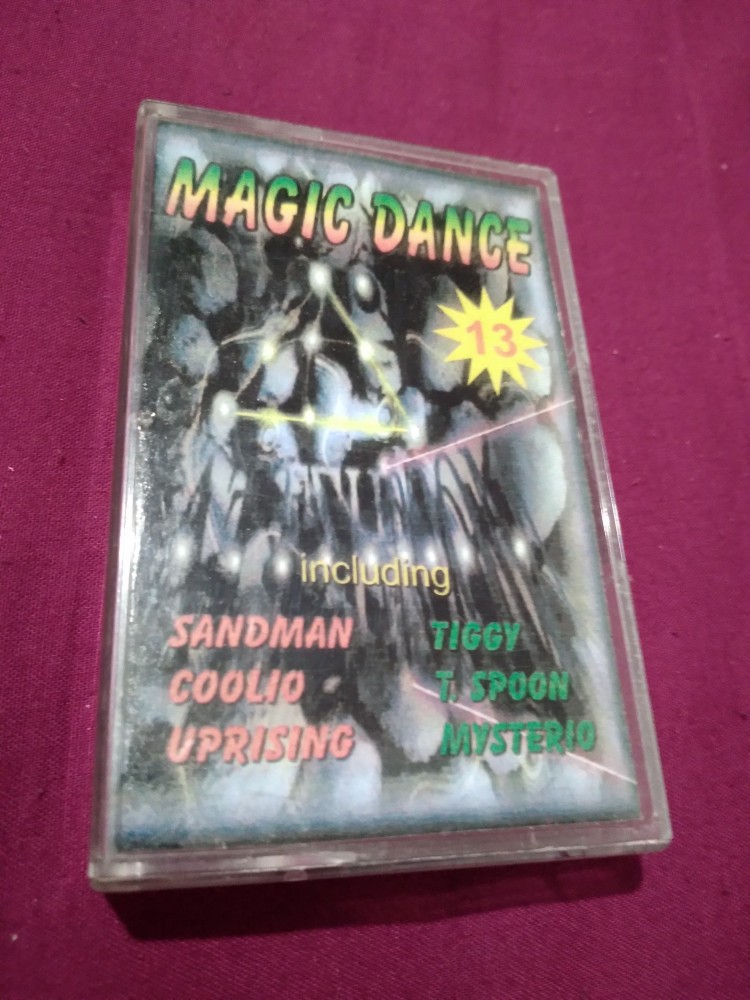 MAGIC DANCE
13
including
SANDMAN TIGGY
COOLIO T. SPOON
UPRISING MYSTERIO